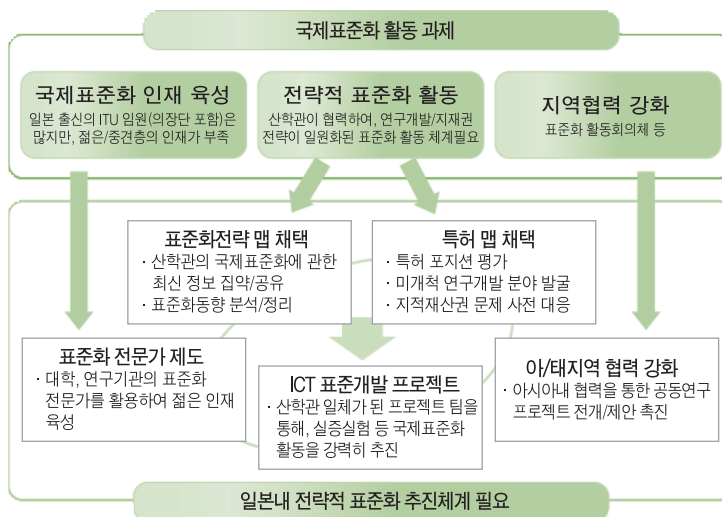 국제표준화 활동 과제
국제표준화 인재 육성
일본 출신의 ITU 임원(의장단 포함)은
많지만, 젊은/중견층의 인재가 부족
전략적 표준화 활동
산학관이 협력하여, 연구개발/지재권
전략이 일원화된 표준화 활동 체계필요
지역협력 강화
표준화 활동회의체 등
표준화전략 맵 채택
· 산학관의 국제표준화에 관한
최신 정보 집약/공유
· 표준화동향 분석/정리
특허 맵 채택
· 특허 포지션 평가
· 미개척 연구개발 분야 발굴
· 지적재산권 문제 사전 대응
표준화 전문가 제도
· 대학, 연구기관의 표준화
전문가를 활용하여 젊은 인재
육성
ICT 표준개발 프로젝트
· 산학관 일체가 된 프로젝트 팀을
통해, 실증실험 등 국제표준화
활동을 강력히 추진
아/태지역 협력 강화
· 아시아내 협력을 통한 공동연구
프로젝트 전개/제안 촉진
일본내 전략적 표준화 추진체계 필요